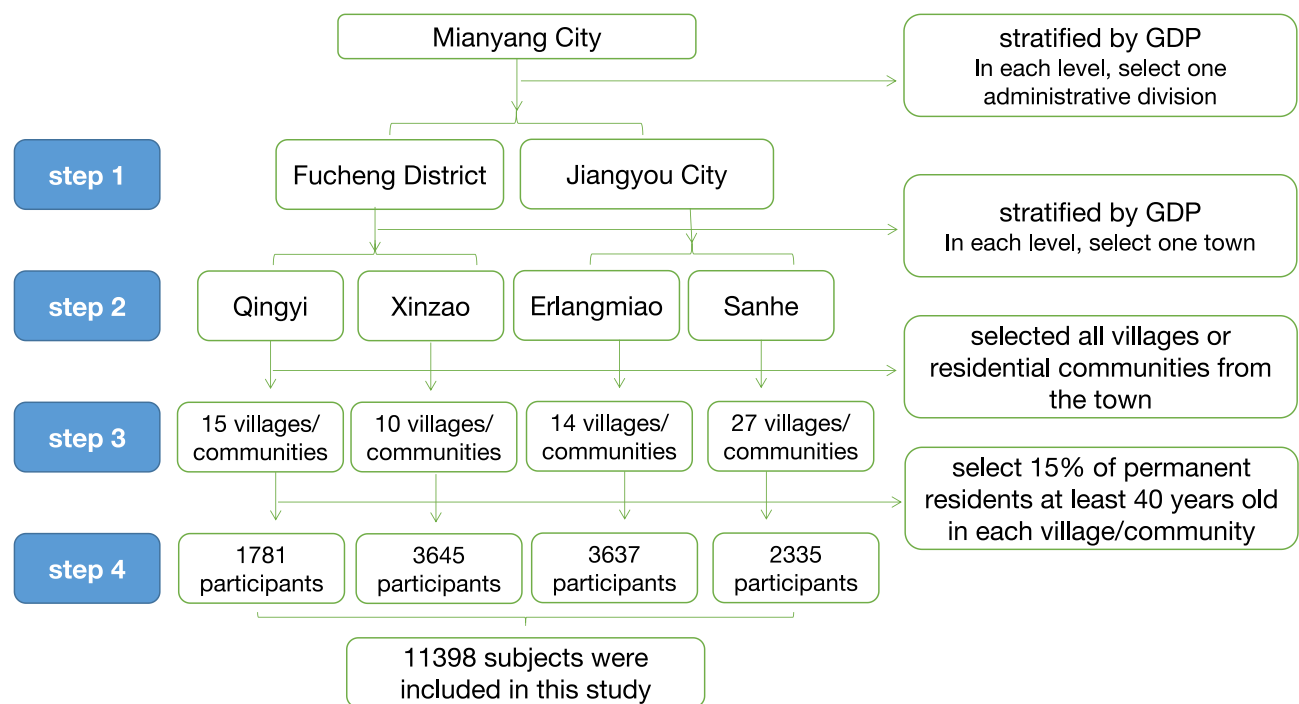 Mianyang City
stratified by GDP
In each level, select one
administrative division
step 1
Fucheng District
Jiangyou City
stratified by GDP
In each level, select one town
step 2
Qingyi
Xinzao
Erlangmiao
Sanhe
selected all villages or
residential communities from
the town
step 3
15 villages/
communities
10 villages/
communities
14 villages/
communities
27 villages/
communities
select 15% of permanent
residents at least 40 years old
in each village/community
step 4
1781
participants
3645
participants
3637
participants
2335
participants
11398 subjects were
included in this study